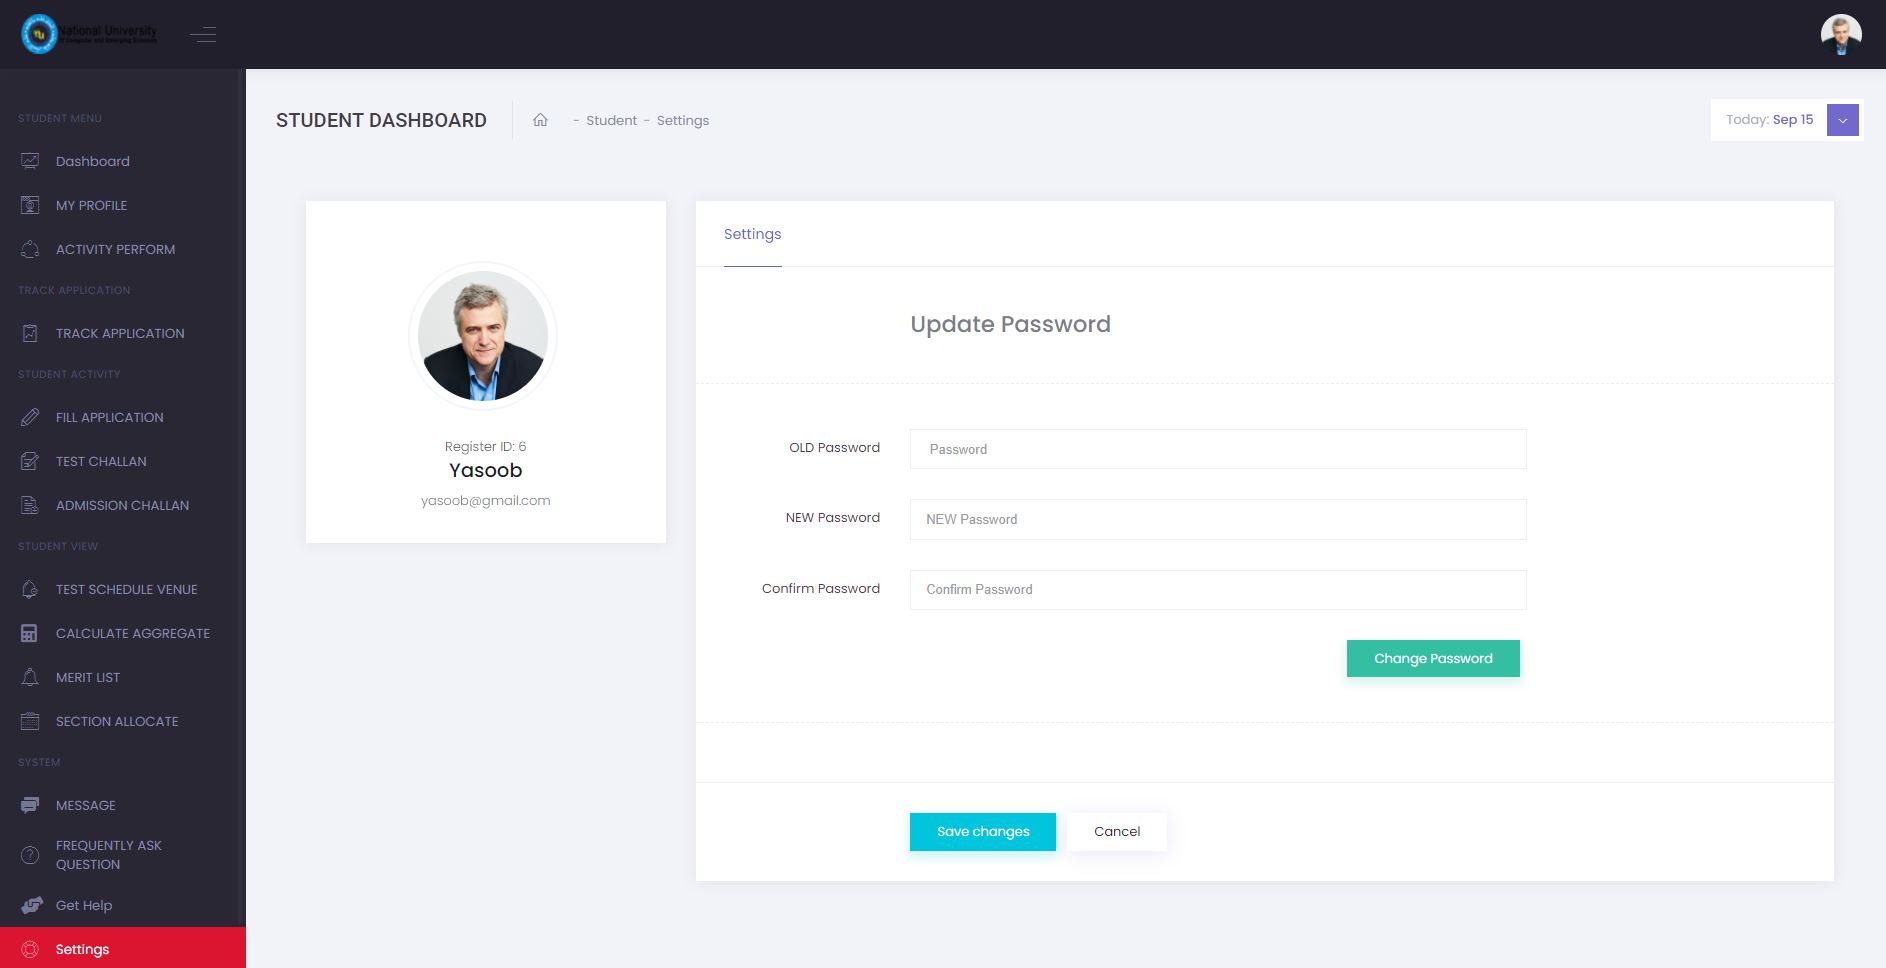 National University
Of Computer and Emerging Sciences
STUDENT MENU
Dashboard
MY PROFILE
ACTIVITY PERFORM
TRACK APPLICATION
TRACK APPLICATION
STUDENT ACTIVITY
FILL APPLICATION
TEST CHALLAN
ADMISSION CHALLAN
STUDENT VIEW
TEST SCHEDULE VENUE
CALCULATE AGGREGATE
MERIT LIST
SECTION ALLOCATE
SYSTEM
MESSAGE
FREQUENTLY ASK
QUESTION
Get Help
Settings
STUDENT DASHBOARD
- Student - Settings
Today: Sep 15
Register ID: 6
Yasoob
yasoob@gmail.com
Settings
Update Password
OLD Password
Password
NEW Password
NEW Password
Confirm Password
Confirm Password
Change Password
Save changes
Cancel